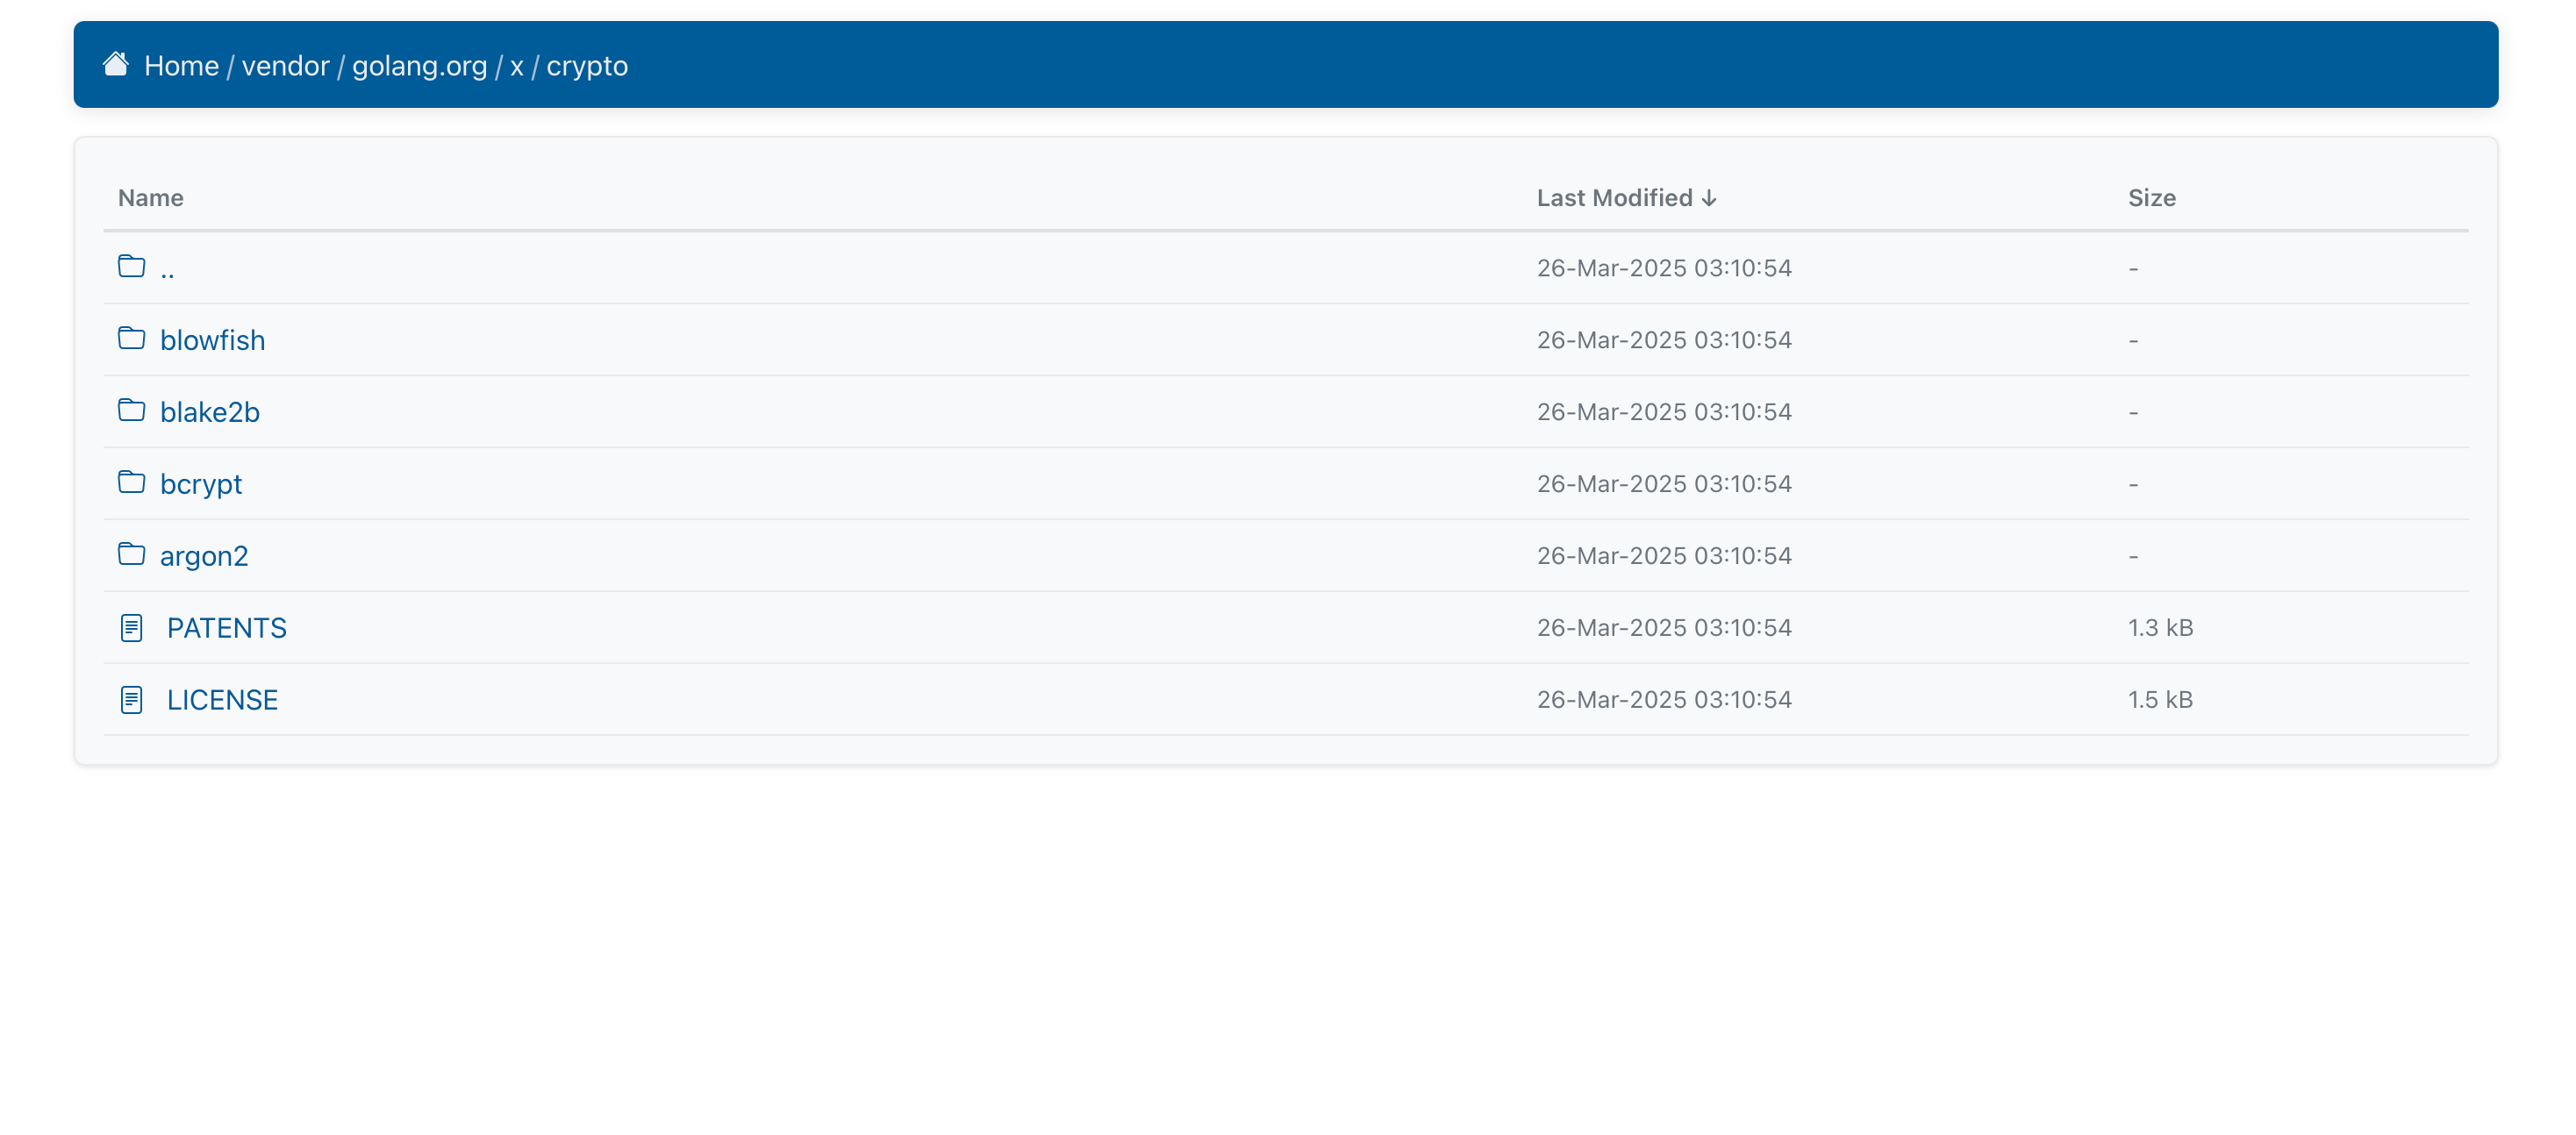 Home / vendor / golang.org / x / crypto
Name Last Modified ↓ Size
.. 26-Mar-2025 03:10:54 -
blowfish 26-Mar-2025 03:10:54 -
blake2b 26-Mar-2025 03:10:54 -
bcrypt 26-Mar-2025 03:10:54 -
argon2 26-Mar-2025 03:10:54 -
PATENTS 26-Mar-2025 03:10:54 1.3 kB
LICENSE 26-Mar-2025 03:10:54 1.5 kB